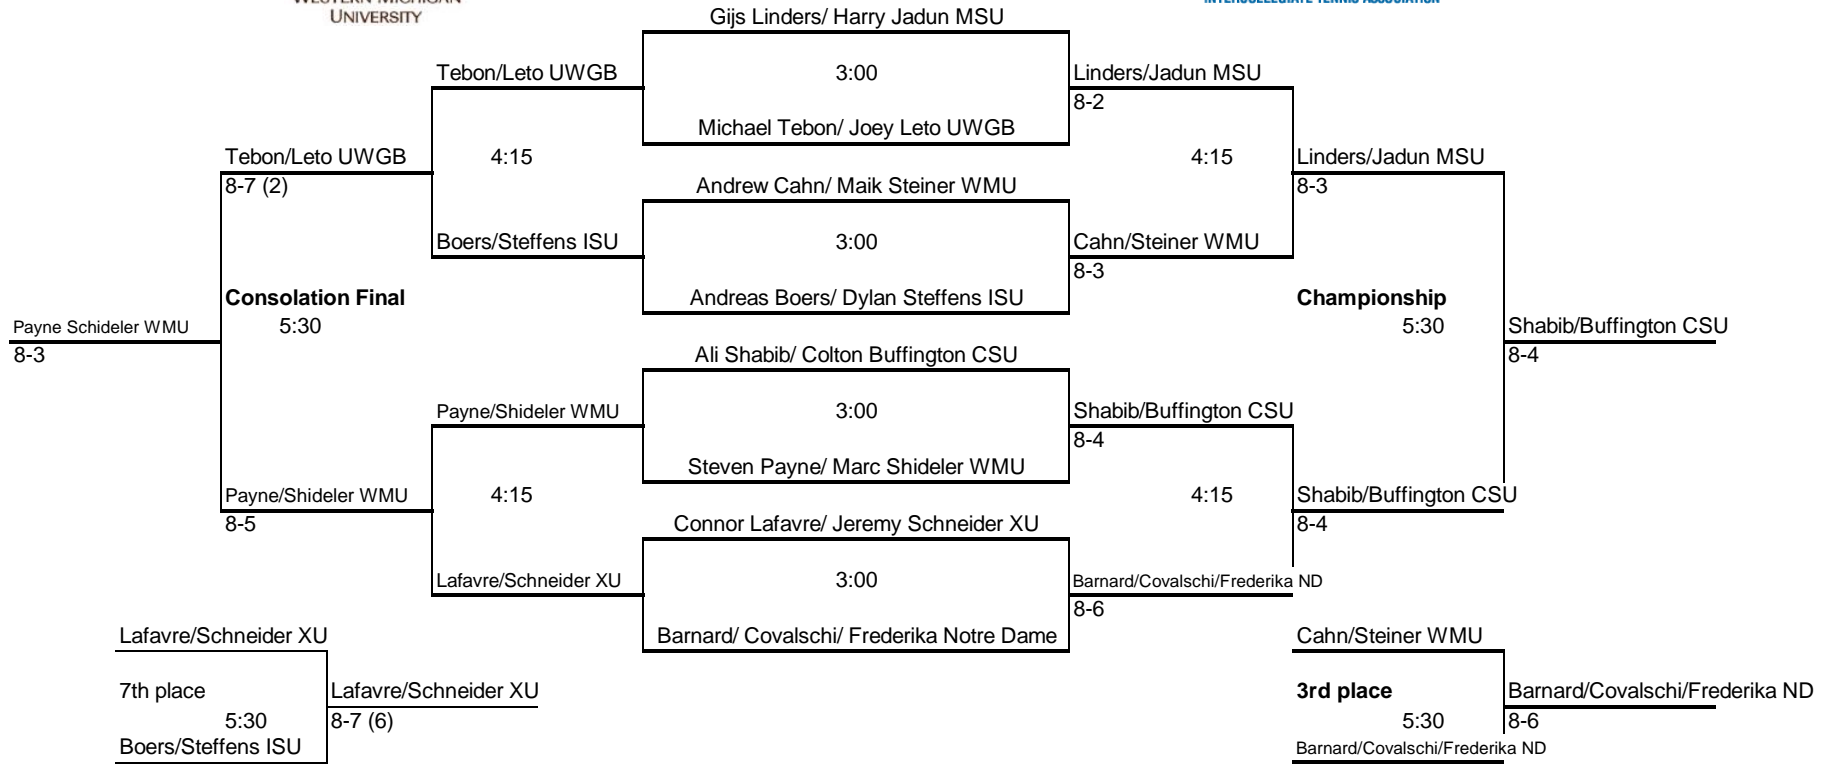 WESTERN MICHIGAN
UNIVERSITY
INTERCOLLEGIATE TENNIS ASSOCIATION
Gijs Linders/ Harry Jadun MSU
Tebon/Leto UWGB
3:00
Linders/Jadun MSU
8-2
Michael Tebon/ Joey Leto UWGB
Tebon/Leto UWGB
4:15
4:15
Linders/Jadun MSU
8-7 (2)
Andrew Cahn/ Maik Steiner WMU
8-3
Boers/Steffens ISU
3:00
Cahn/Steiner WMU
8-3
Consolation Final
Andreas Boers/ Dylan Steffens ISU
Championship
Payne Schideler WMU
5:30
5:30
Shabib/Buffington CSU
8-3
Ali Shabib/ Colton Buffington CSU
8-4
Payne/Shideler WMU
3:00
Shabib/Buffington CSU
8-4
Steven Payne/ Marc Shideler WMU
Payne/Shideler WMU
4:15
4:15
Shabib/Buffington CSU
8-5
Connor Lafavre/ Jeremy Schneider XU
8-4
Lafavre/Schneider XU
3:00
Barnard/Covalschi/Frederika ND
8-6
Lafavre/Schneider XU
Barnard/ Covalschi/ Frederika Notre Dame
Cahn/Steiner WMU
7th place
Lafavre/Schneider XU
3rd place
Barnard/Covalschi/Frederika ND
5:30
8-7 (6)
5:30
8-6
Boers/Steffens ISU
Barnard/Covalschi/Frederika ND